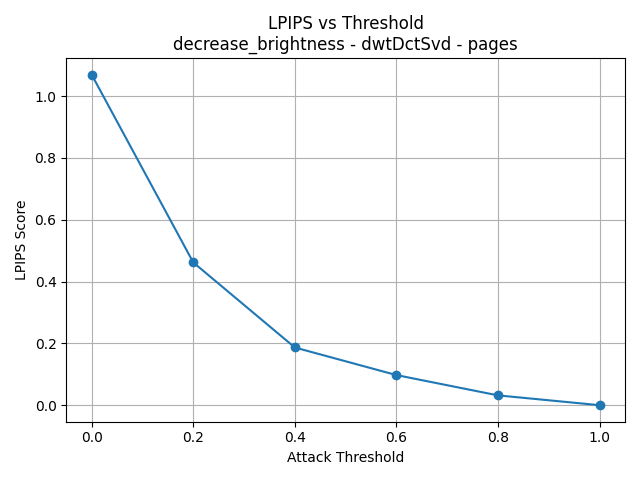 LPIPS vs Threshold
decrease_brightness - dwtDctSvd - pages
1.0
0.8
0.6
0.4
0.2
0.0
LPIPS Score
0.0 0.2 0.4 0.6 0.8 1.0
Attack Threshold